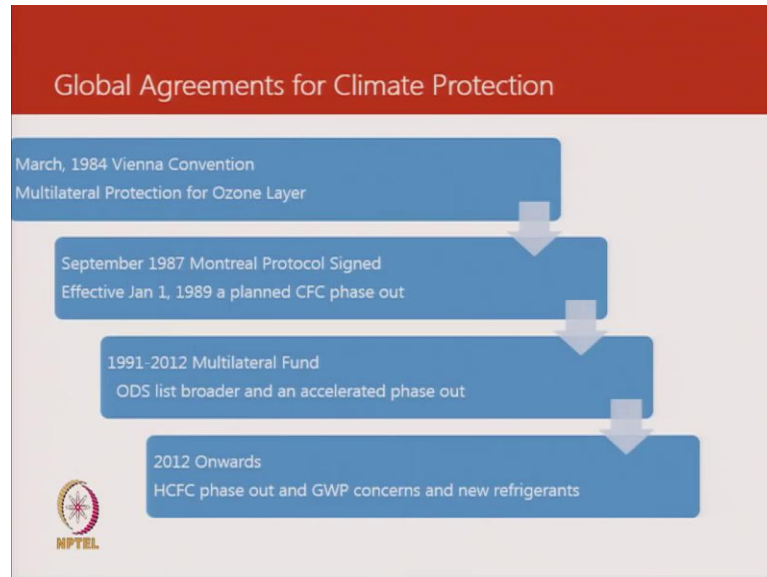 Global Agreements for Climate Protection
March, 1984 Vienna Convention
Multilateral Protection for Ozone Layer
September 1987 Montreal Protocol Signed
Effective Jan 1, 1989 a planned CFC phase out
1991-2012 Multilateral Fund
ODS list broader and an accelerated phase out
2012 Onwards
HCFC phase out and GWP concerns and new refrigerants
NPTEL